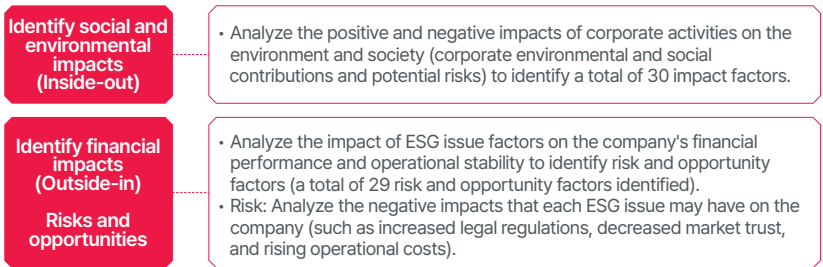 Identify social and
environmental
impacts
(Inside-out)
• Analyze the positive and negative impacts of corporate activities on the
environment and society (corporate environmental and social
contributions and potential risks) to identify a total of 30 impact factors.
Identify financial
impacts
(Outside-in)
Risks and
opportunities
• Analyze the impact of ESG issue factors on the company's financial
performance and operational stability to identify risk and opportunity
factors (a total of 29 risk and opportunity factors identified).
• Risk: Analyze the negative impacts that each ESG issue may have on the
company (such as increased legal regulations, decreased market trust,
and rising operational costs).